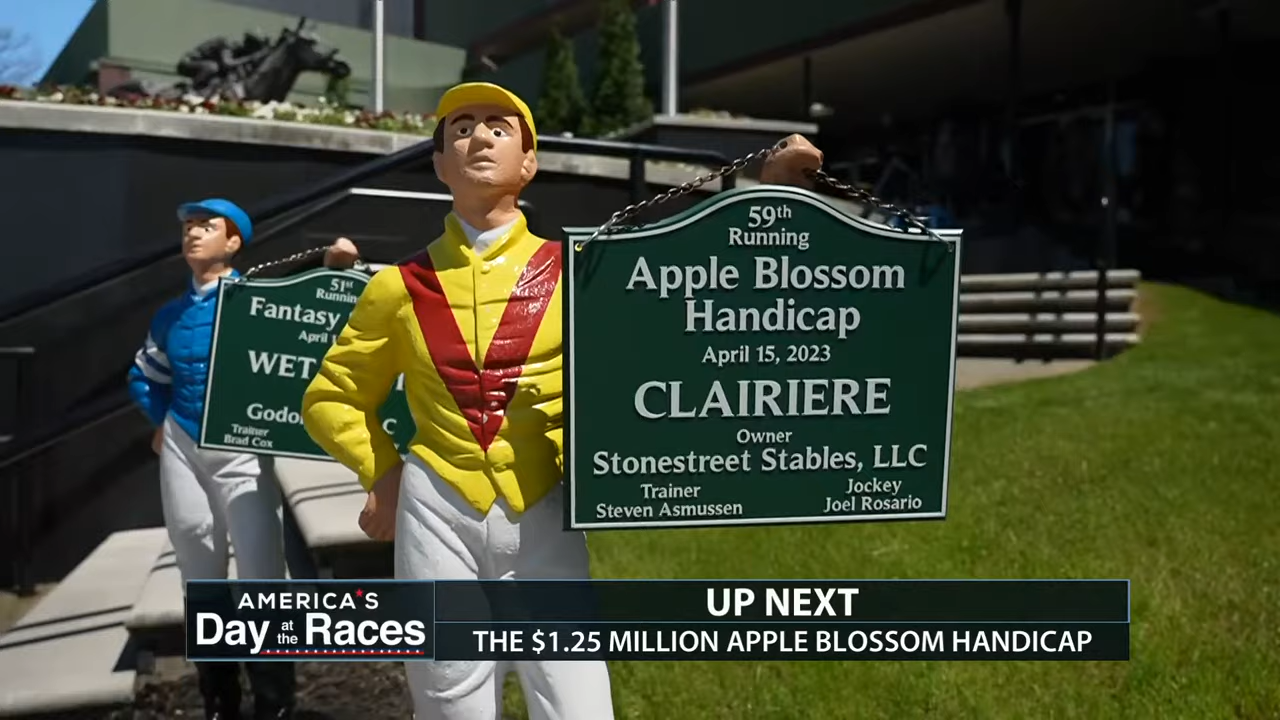 59th
Running
Apple Blossom
Handicap
April 15, 2023
CLAIRIERE
Owner
Stonestreet Stables, LLC
Trainer
Steven Asmussen
Jockey
Joel Rosario
51st
Fantasy
April
WET
Trainer
Brad Cox
AMERICA'S
Day at the Races
UP NEXT
THE $1.25 MILLION APPLE BLOSSOM HANDICAP